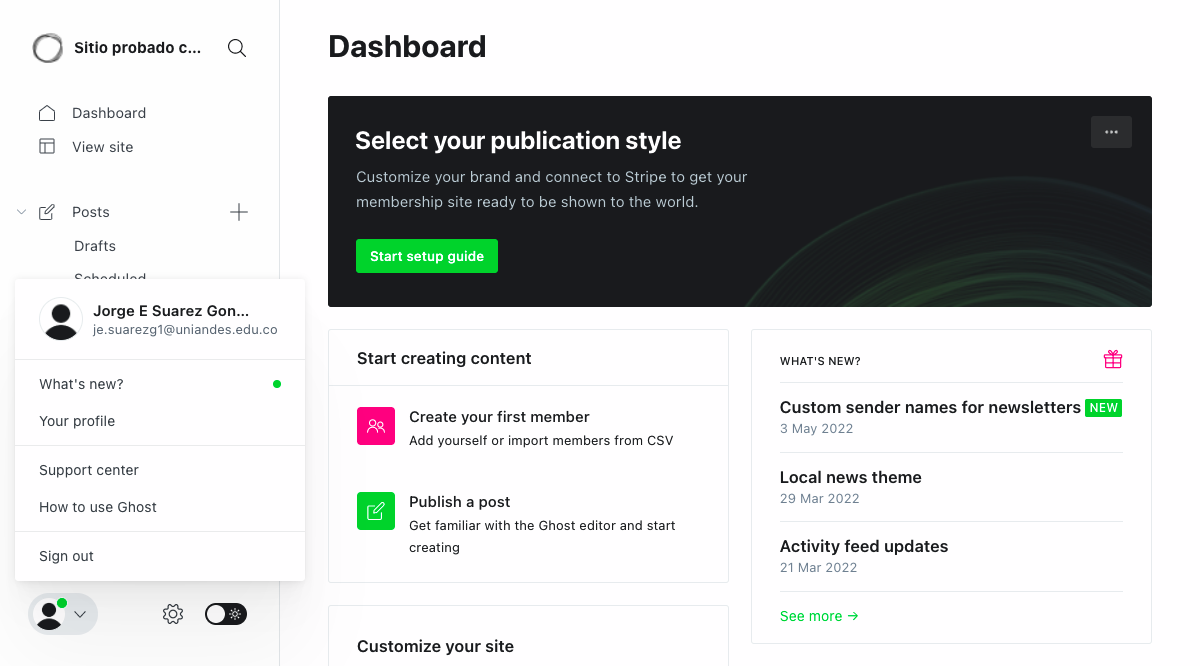 Sitio probado c...
Dashboard
View site
Posts
Drafts
Scheduled
Jorge E Suarez Gon...
je.suarezg1@uniandes.edu.co
What's new?
Your profile
Support center
How to use Ghost
Sign out
Dashboard
Select your publication style
Customize your brand and connect to Stripe to get your
membership site ready to be shown to the world.
Start setup guide
Start creating content
Create your first member
Add yourself or import members from CSV
Publish a post
Get familiar with the Ghost editor and start
creating
Customize your site
WHAT'S NEW?
Custom sender names for newsletters NEW
3 May 2022
Local news theme
29 Mar 2022
Activity feed updates
21 Mar 2022
See more →